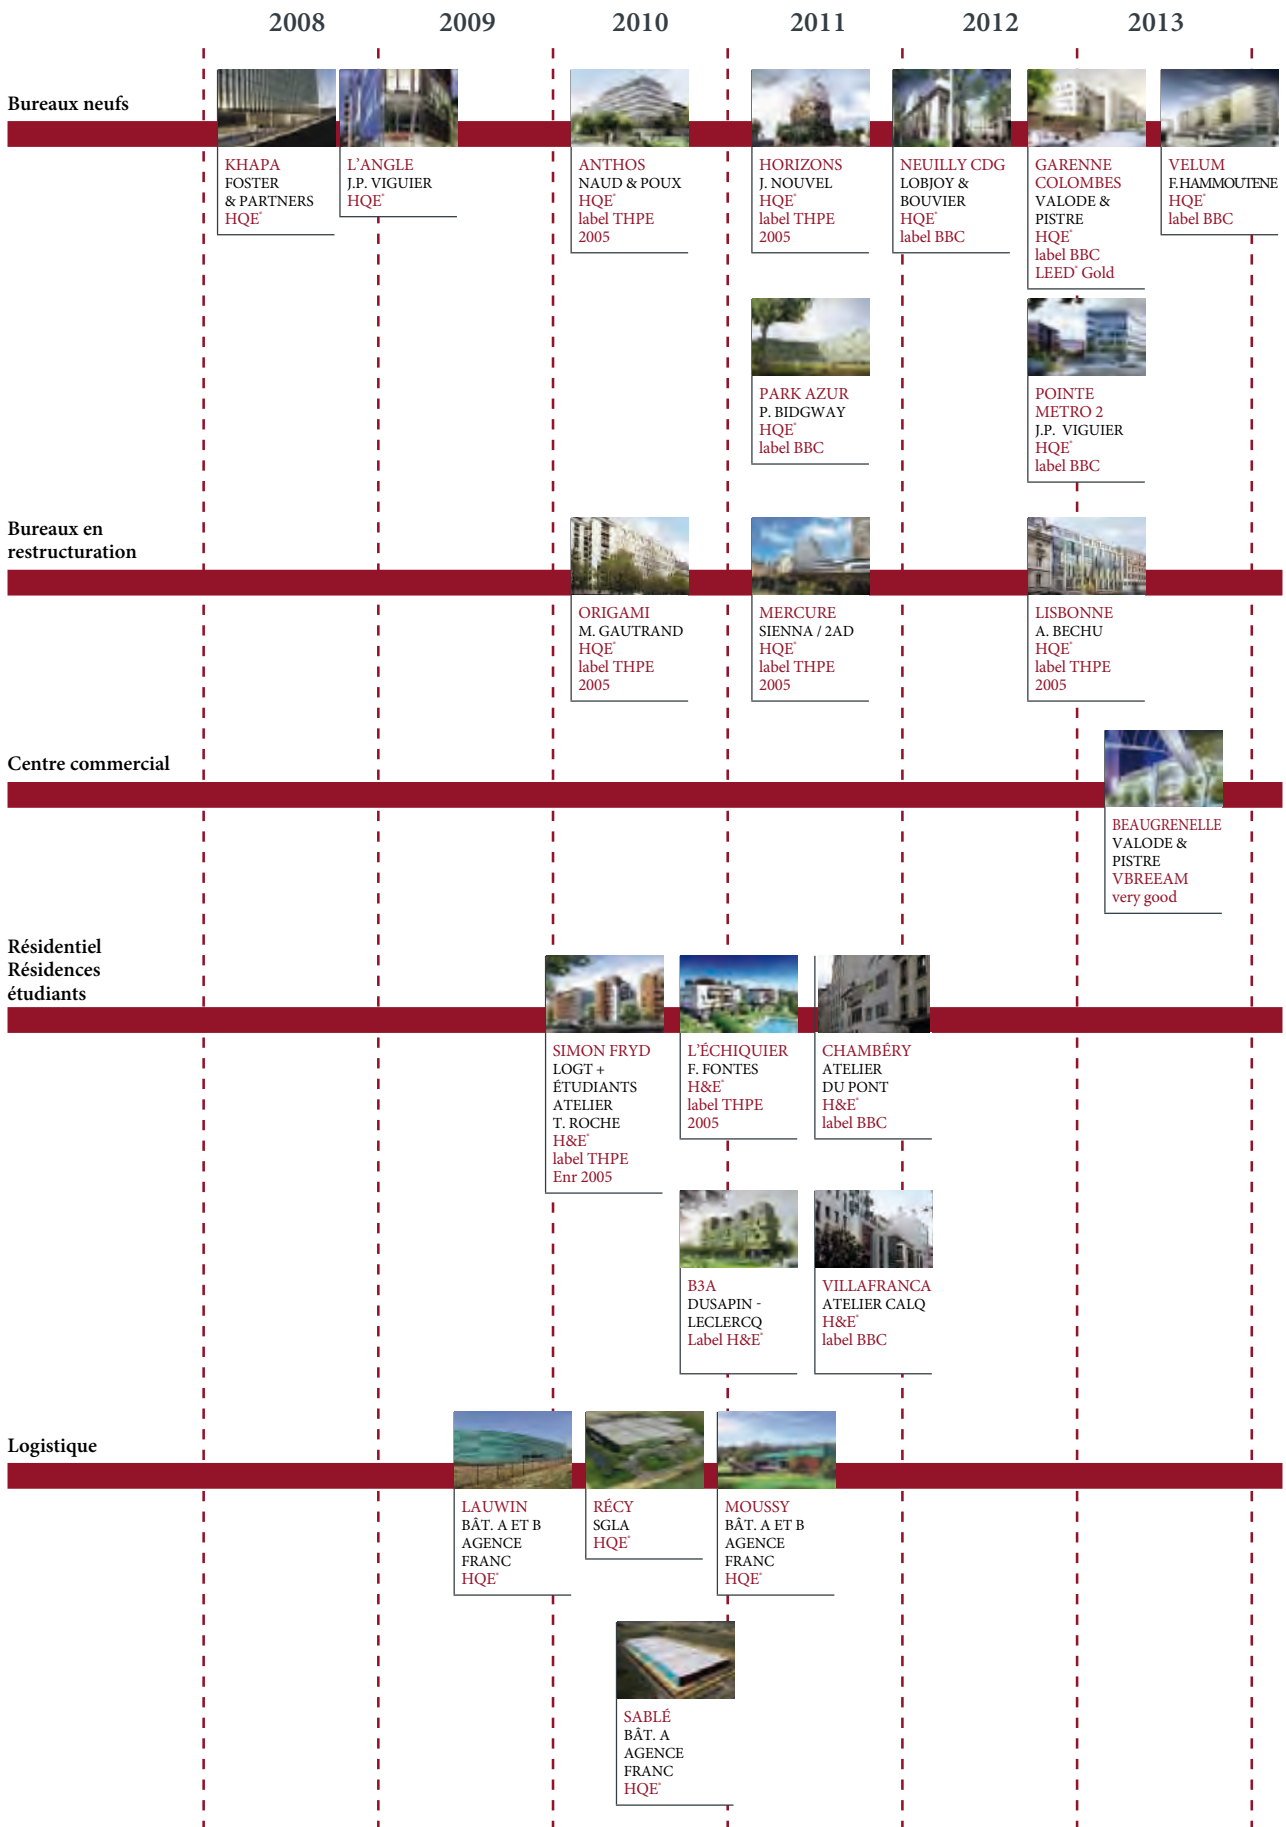 2008
2009
2010
2011
2012
2013
Bureaux neufs
KHAPA
FOSTER
& PARTNERS
HQE*
L'ANGLE
J.P. VIGUIER
HQE*
ANTHOS
NAUD & POUX
HQE*
label THPE
2005
HORIZONS
J. NOUVEL
HQE*
label THPE
2005
NEUILLY CDG
LOBJOY &
BOUVIER
HQE*
label BBC
GARENNE
COLOMBES
VALODE &
PISTRE
HQE*
label BBC
LEED* Gold
VELUM
F.HAMMOUTENE
HQE*
label BBC
PARK AZUR
P. BIDGWAY
HQE*
label BBC
POINTE
METRO 2
J.P. VIGUIER
HQE*
label BBC
Bureaux en
restructuration
ORIGAMI
M. GAUTRAND
HQE*
label THPE
2005
MERCURE
SIENNA / 2AD
HQE*
label THPE
2005
LISBONNE
A. BECHU
HQE*
label THPE
2005
Centre commercial
BEAUGRENELLE
VALODE &
PISTRE
VBREEAM
very good
Résidentiel
Résidences
étudiants
SIMON FRYD
LOGT +
ÉTUDIANTS
ATELIER
T. ROCHE
H&E*
label THPE
Enr 2005
L'ÉCHIQUIER
F. FONTES
H&E*
label THPE
2005
CHAMBÉRY
ATELIER
DU PONT
H&E*
label BBC
B3A
DUSAPIN -
LECLERCQ
Label H&E*
VILLAFRANCA
ATELIER CALQ
H&E*
label BBC
Logistique
LAUWIN
BÂT. A ET B
AGENCE
FRANC
HQE*
RÉCY
SGLA
HQE*
MOUSSY
BÂT. A ET B
AGENCE
FRANC
HQE*
SABLÉ
BÂT. A
AGENCE
FRANC
HQE*